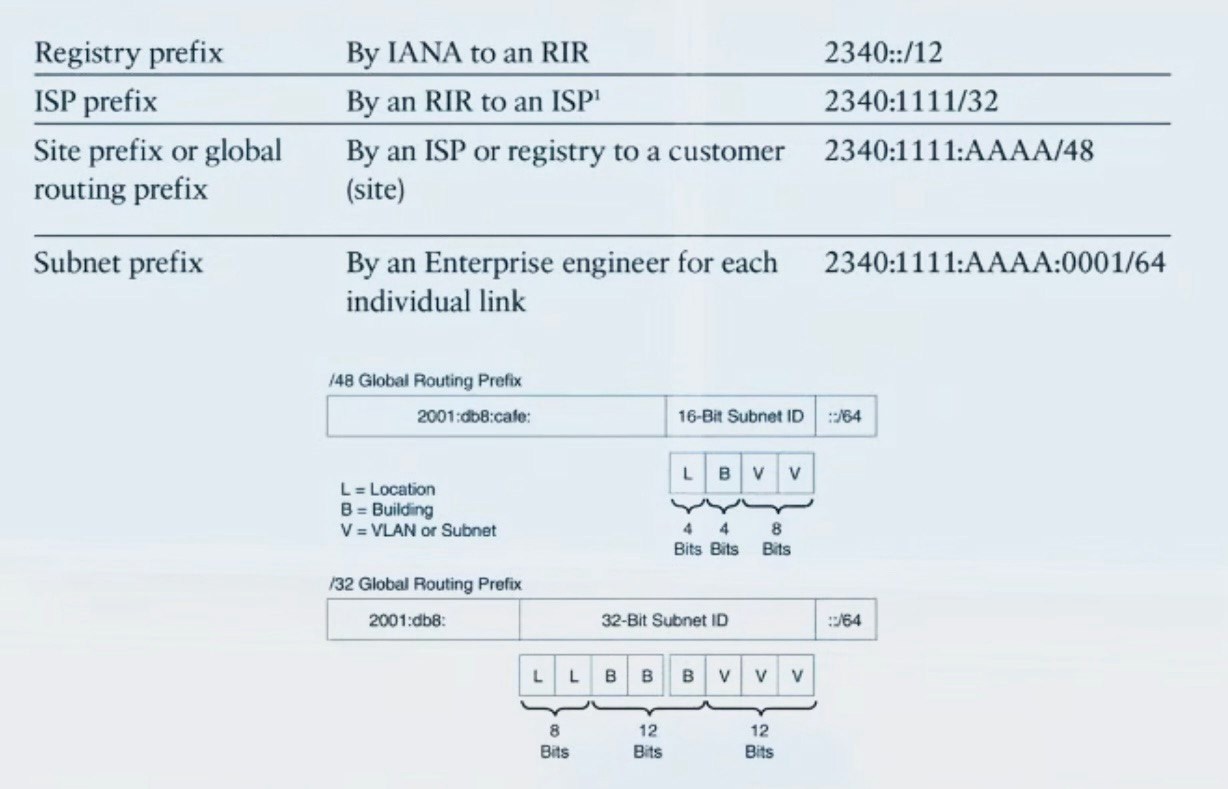 Registry prefix By IANA to an RIR 2340::/12
ISP prefix By an RIR to an ISP¹ 2340:1111/32
Site prefix or global By an ISP or registry to a customer 2340:1111:AAAA/48
routing prefix (site)
Subnet prefix By an Enterprise engineer for each 2340:1111:AAAA:0001/64
individual link
/48 Global Routing Prefix
2001:db8:cafe: 16-Bit Subnet ID ::/64
L B V V
L = Location
B = Building
V = VLAN or Subnet
4 4 8
Bits Bits Bits
/32 Global Routing Prefix
2001:db8: 32-Bit Subnet ID ::/64
L L B B B V V V
8 12 12
Bits Bits Bits